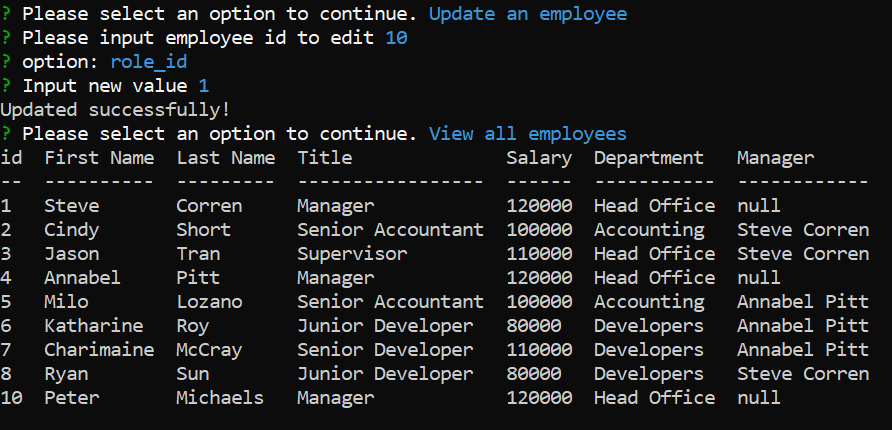 ? Please select an option to continue. Update an employee
? Please input employee id to edit 10
? option: role_id
? Input new value 1
Updated successfully!
? Please select an option to continue. View all employees
id  First Name  Last Name  Title              Salary  Department   Manager
--  ----------  ---------  -----------------  ------  -----------  ------------
1   Steve       Corren     Manager            120000  Head Office  null
2   Cindy       Short      Senior Accountant  100000  Accounting   Steve Corren
3   Jason       Tran       Supervisor         110000  Head Office  Steve Corren
4   Annabel     Pitt       Manager            120000  Head Office  null
5   Milo        Lozano     Senior Accountant  100000  Accounting   Annabel Pitt
6   Katharine   Roy        Junior Developer   80000   Developers   Annabel Pitt
7   Charimaine  McCray     Senior Developer   110000  Developers   Annabel Pitt
8   Ryan        Sun        Junior Developer   80000   Developers   Steve Corren
10  Peter       Michaels   Manager            120000  Head Office  null